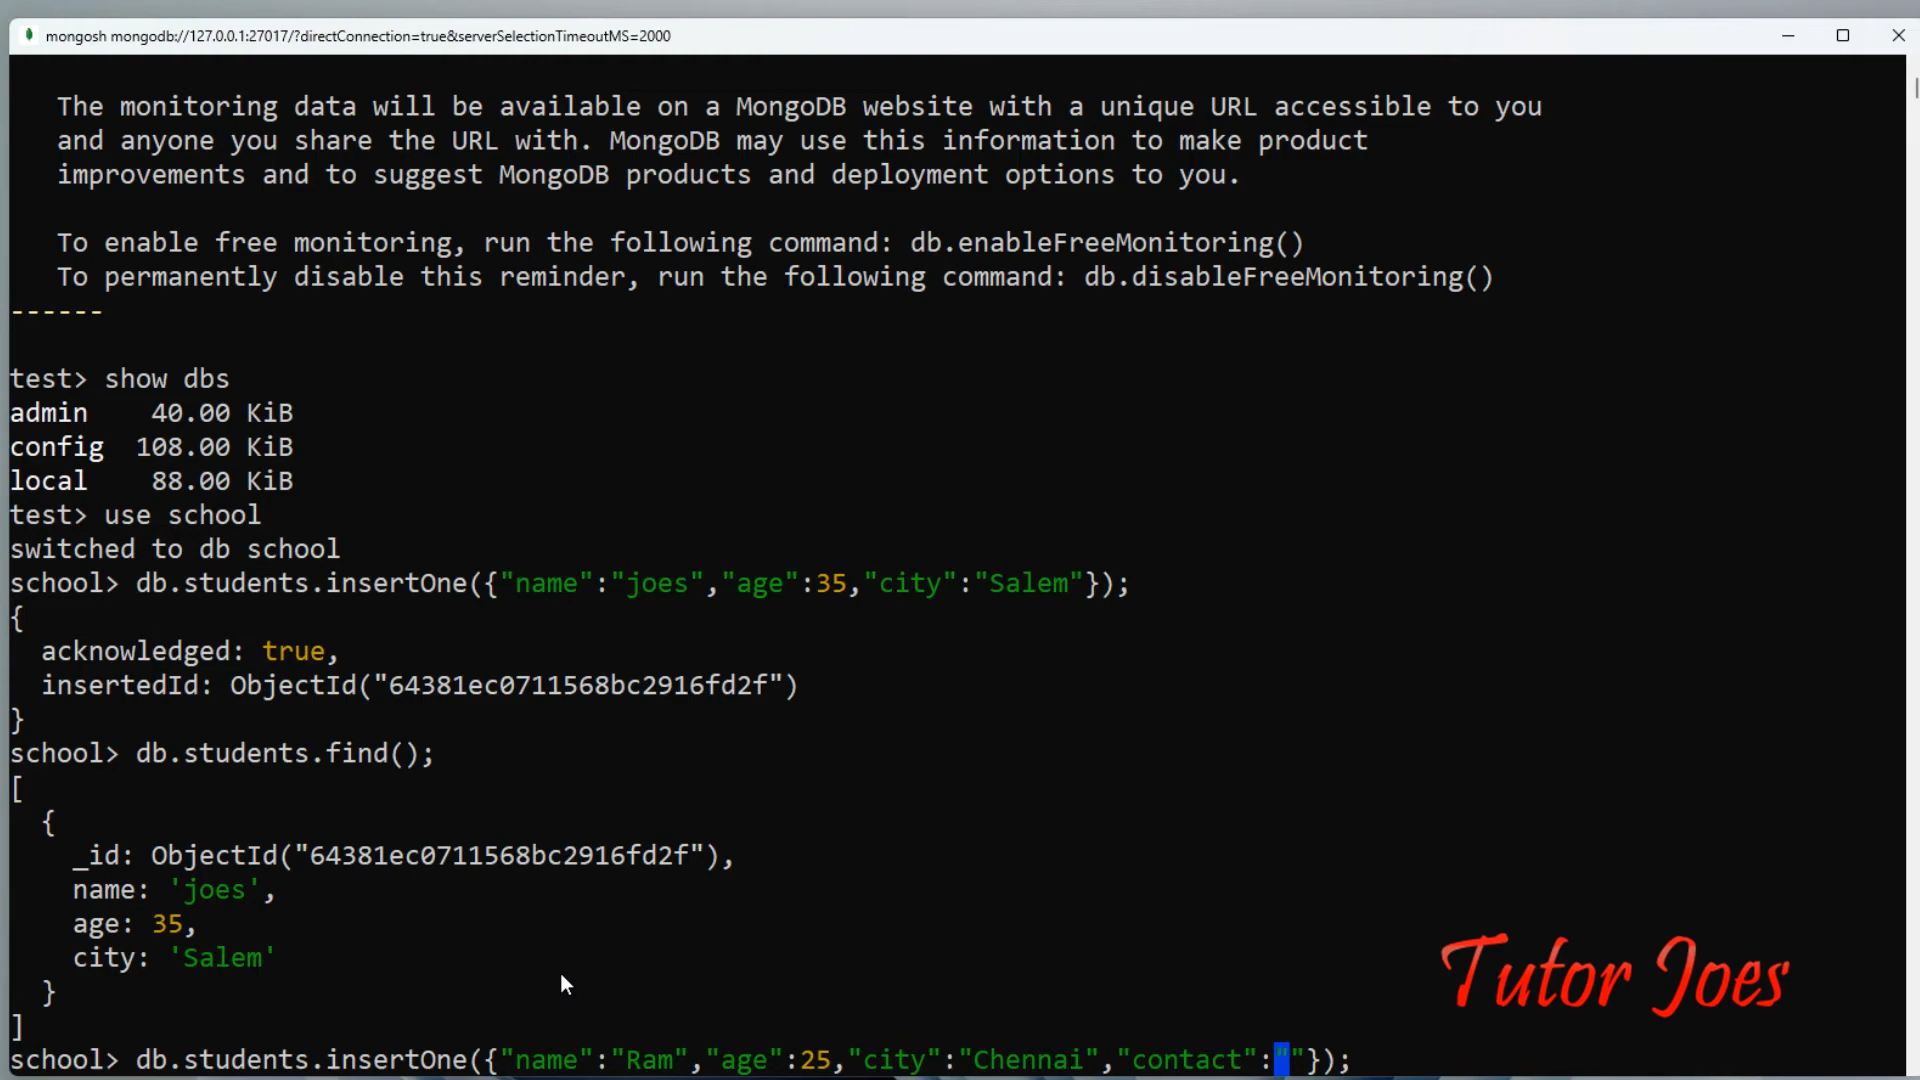 mongosh mongodb://127.0.0.1:27017/?directConnection=true&serverSelectionTimeoutMS=2000
The monitoring data will be available on a MongoDB website with a unique URL accessible to you
and anyone you share the URL with. MongoDB may use this information to make product
improvements and to suggest MongoDB products and deployment options to you.
To enable free monitoring, run the following command: db.enableFreeMonitoring()
To permanently disable this reminder, run the following command: db.disableFreeMonitoring()
------
test> show dbs
admin    40.00 KiB
config  108.00 KiB
local    88.00 KiB
test> use school
switched to db school
school> db.students.insertOne({"name":"joes","age":35,"city":"Salem"});
{
  acknowledged: true,
  insertedId: ObjectId("64381ec0711568bc2916fd2f")
}
school> db.students.find();
[
  {
    _id: ObjectId("64381ec0711568bc2916fd2f"),
    name: 'joes',
    age: 35,
    city: 'Salem'
  }
]
school> db.students.insertOne({"name":"Ram","age":25,"city":"Chennai","contact":""});
Tutor Joes